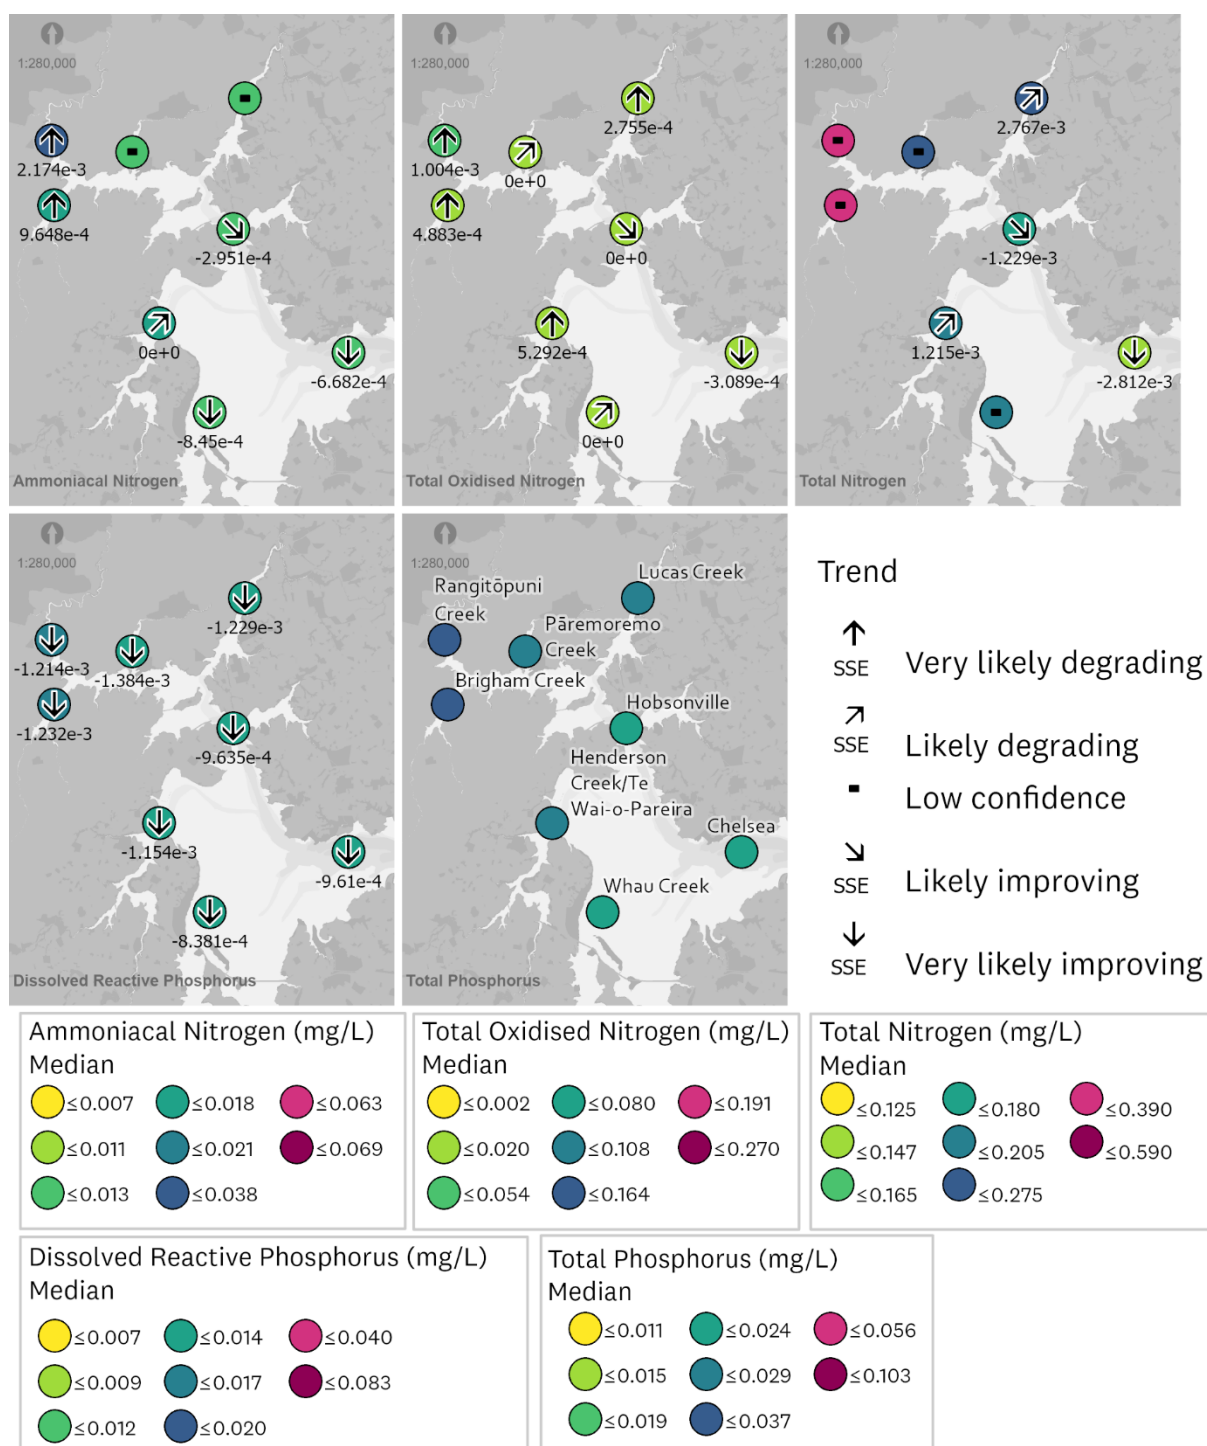 1:280,000
2.174e-3
9.648e-4
-2.951e-4
0e+0
-6.682e-4
-8.45e-4
Ammoniacal Nitrogen
1:280,000
2.755e-4
1.004e-3
0e+0
4.883e-4
0e+0
5.292e-4
-3.089e-4
0e+0
Total Oxidised Nitrogen
1:280,000
2.767e-3
-1.229e-3
1.215e-3
-2.812e-3
Total Nitrogen
1:280,000
-1.229e-3
-1.214e-3
-1.384e-3
-1.232e-3
-9.635e-4
-1.154e-3
-9.61e-4
-8.381e-4
Dissolved Reactive Phosphorus
1:280,000
Lucas Creek
Rangitōpuni
Creek
Pāremoremo
Creek
Brigham Creek
Hobsonville
Henderson
Creek/Te
Wai-o-Pareira
Chelsea
Whau Creek
Total Phosphorus
Trend
SSE Very likely degrading
SSE Likely degrading
Low confidence
SSE Likely improving
SSE Very likely improving
Ammoniacal Nitrogen (mg/L)
Median
≤0.007 ≤0.018 ≤0.063
≤0.011 ≤0.021 ≤0.069
≤0.013 ≤0.038
Total Oxidised Nitrogen (mg/L)
Median
≤0.002 ≤0.080 ≤0.191
≤0.020 ≤0.108 ≤0.270
≤0.054 ≤0.164
Total Nitrogen (mg/L)
Median
≤0.125 ≤0.180 ≤0.390
≤0.147 ≤0.205 ≤0.590
≤0.165 ≤0.275
Dissolved Reactive Phosphorus (mg/L)
Median
≤0.007 ≤0.014 ≤0.040
≤0.009 ≤0.017 ≤0.083
≤0.012 ≤0.020
Total Phosphorus (mg/L)
Median
≤0.011 ≤0.024 ≤0.056
≤0.015 ≤0.029 ≤0.103
≤0.019 ≤0.037